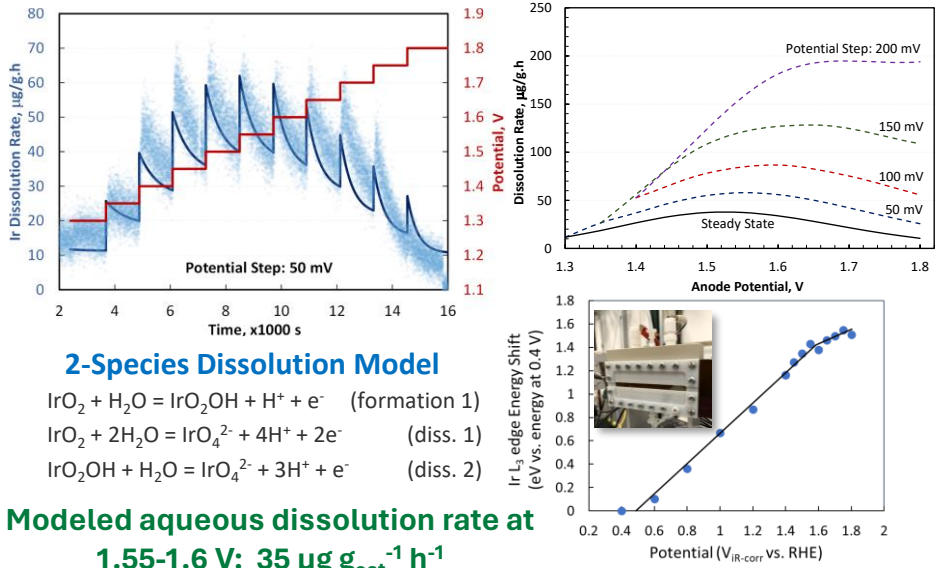 80
70
60
50
40
30
20
10
0
Ir Dissolution Rate, µg/g.h
1.9
1.8
1.7
1.6
1.5
1.4
1.3
1.2
1.1
Potential, V
Potential Step: 50 mV
2 4 6 8 10 12 14 16
Time, x1000 s
250
200
150
100
50
0
Dissolution Rate, µg/g.h
Potential Step: 200 mV
150 mV
100 mV
50 mV
Steady State
1.3 1.4 1.5 1.6 1.7 1.8
Anode Potential, V
2-Species Dissolution Model
IrO₂ + H₂O = IrO₂OH + H⁺ + e⁻ (formation 1)
IrO₂ + 2H₂O = IrO₄²⁻ + 4H⁺ + 2e⁻ (diss. 1)
IrO₂OH + H₂O = IrO₄²⁻ + 3H⁺ + e⁻ (diss. 2)
Modeled aqueous dissolution rate at
1.55-1.6 V: 35 µg g_cat⁻¹ h⁻¹
1.8
1.6
1.4
1.2
1
0.8
0.6
0.4
0.2
0
Ir L₃ edge Energy Shift
(eV vs. energy at 0.4 V)
0.2 0.4 0.6 0.8 1 1.2 1.4 1.6 1.8 2
Potential (V_iR-corr vs. RHE)